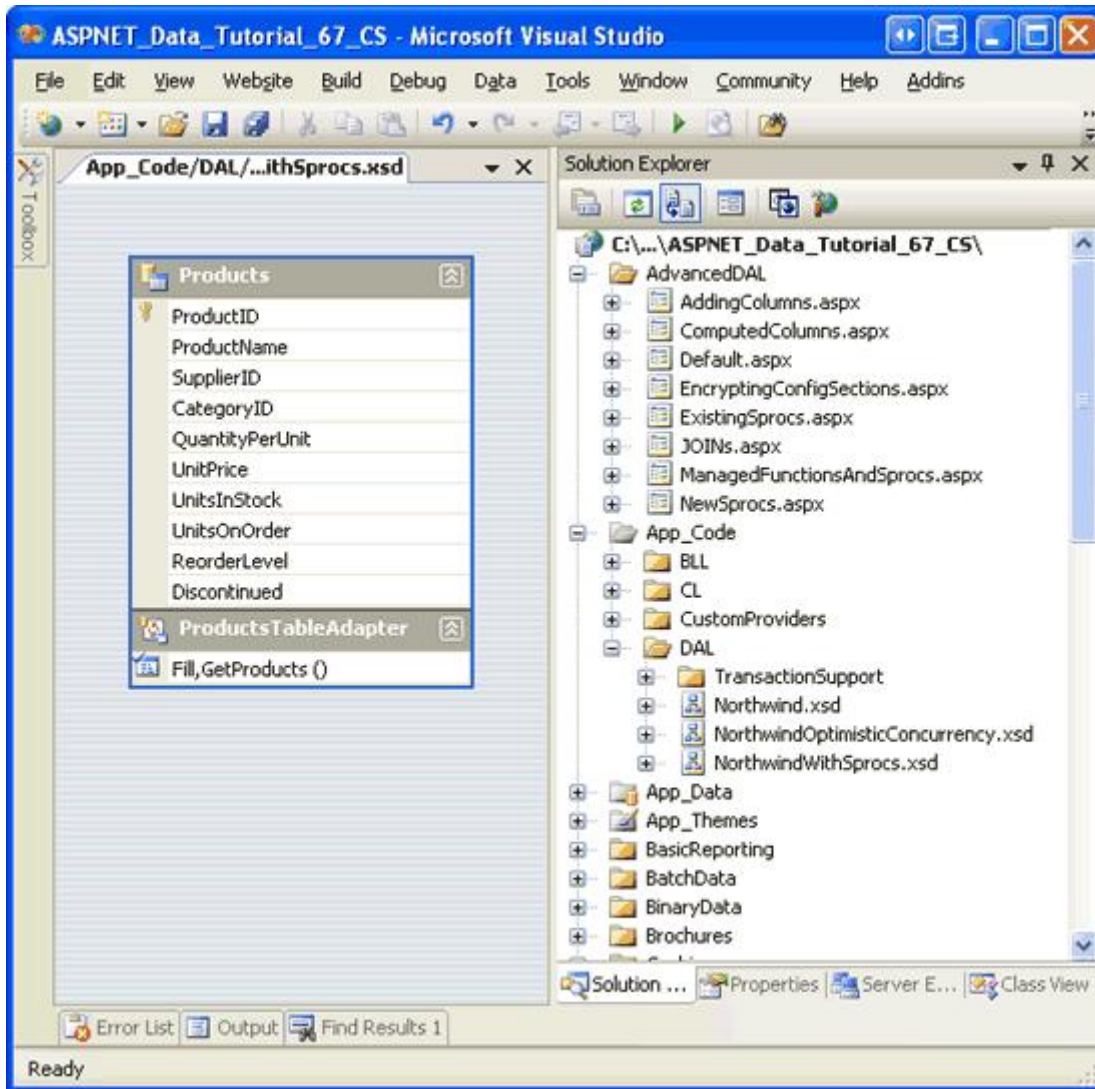 ASPNET_Data_Tutorial_67_CS - Microsoft Visual Studio
File Edit View Website Build Debug Data Tools Window Community Help Addins
Toolbox
App_Code/DAL/...ithSprocs.xsd
Products
ProductID
ProductName
SupplierID
CategoryID
QuantityPerUnit
UnitPrice
UnitsInStock
UnitsOnOrder
ReorderLevel
Discontinued
ProductsTableAdapter
Fill,GetProducts ()
Solution Explorer
C:\...\ASPNET_Data_Tutorial_67_CS\
AdvancedDAL
AddingColumns.aspx
ComputedColumns.aspx
Default.aspx
EncryptingConfigSections.aspx
ExistingSprocs.aspx
JOINs.aspx
ManagedFunctionsAndSprocs.aspx
NewSprocs.aspx
App_Code
BLL
CL
CustomProviders
DAL
TransactionSupport
Northwind.xsd
NorthwindOptimisticConcurrency.xsd
NorthwindWithSprocs.xsd
App_Data
App_Themes
BasicReporting
BatchData
BinaryData
Brochures
Solution ... Properties Server E... Class View
Error List Output Find Results 1
Ready